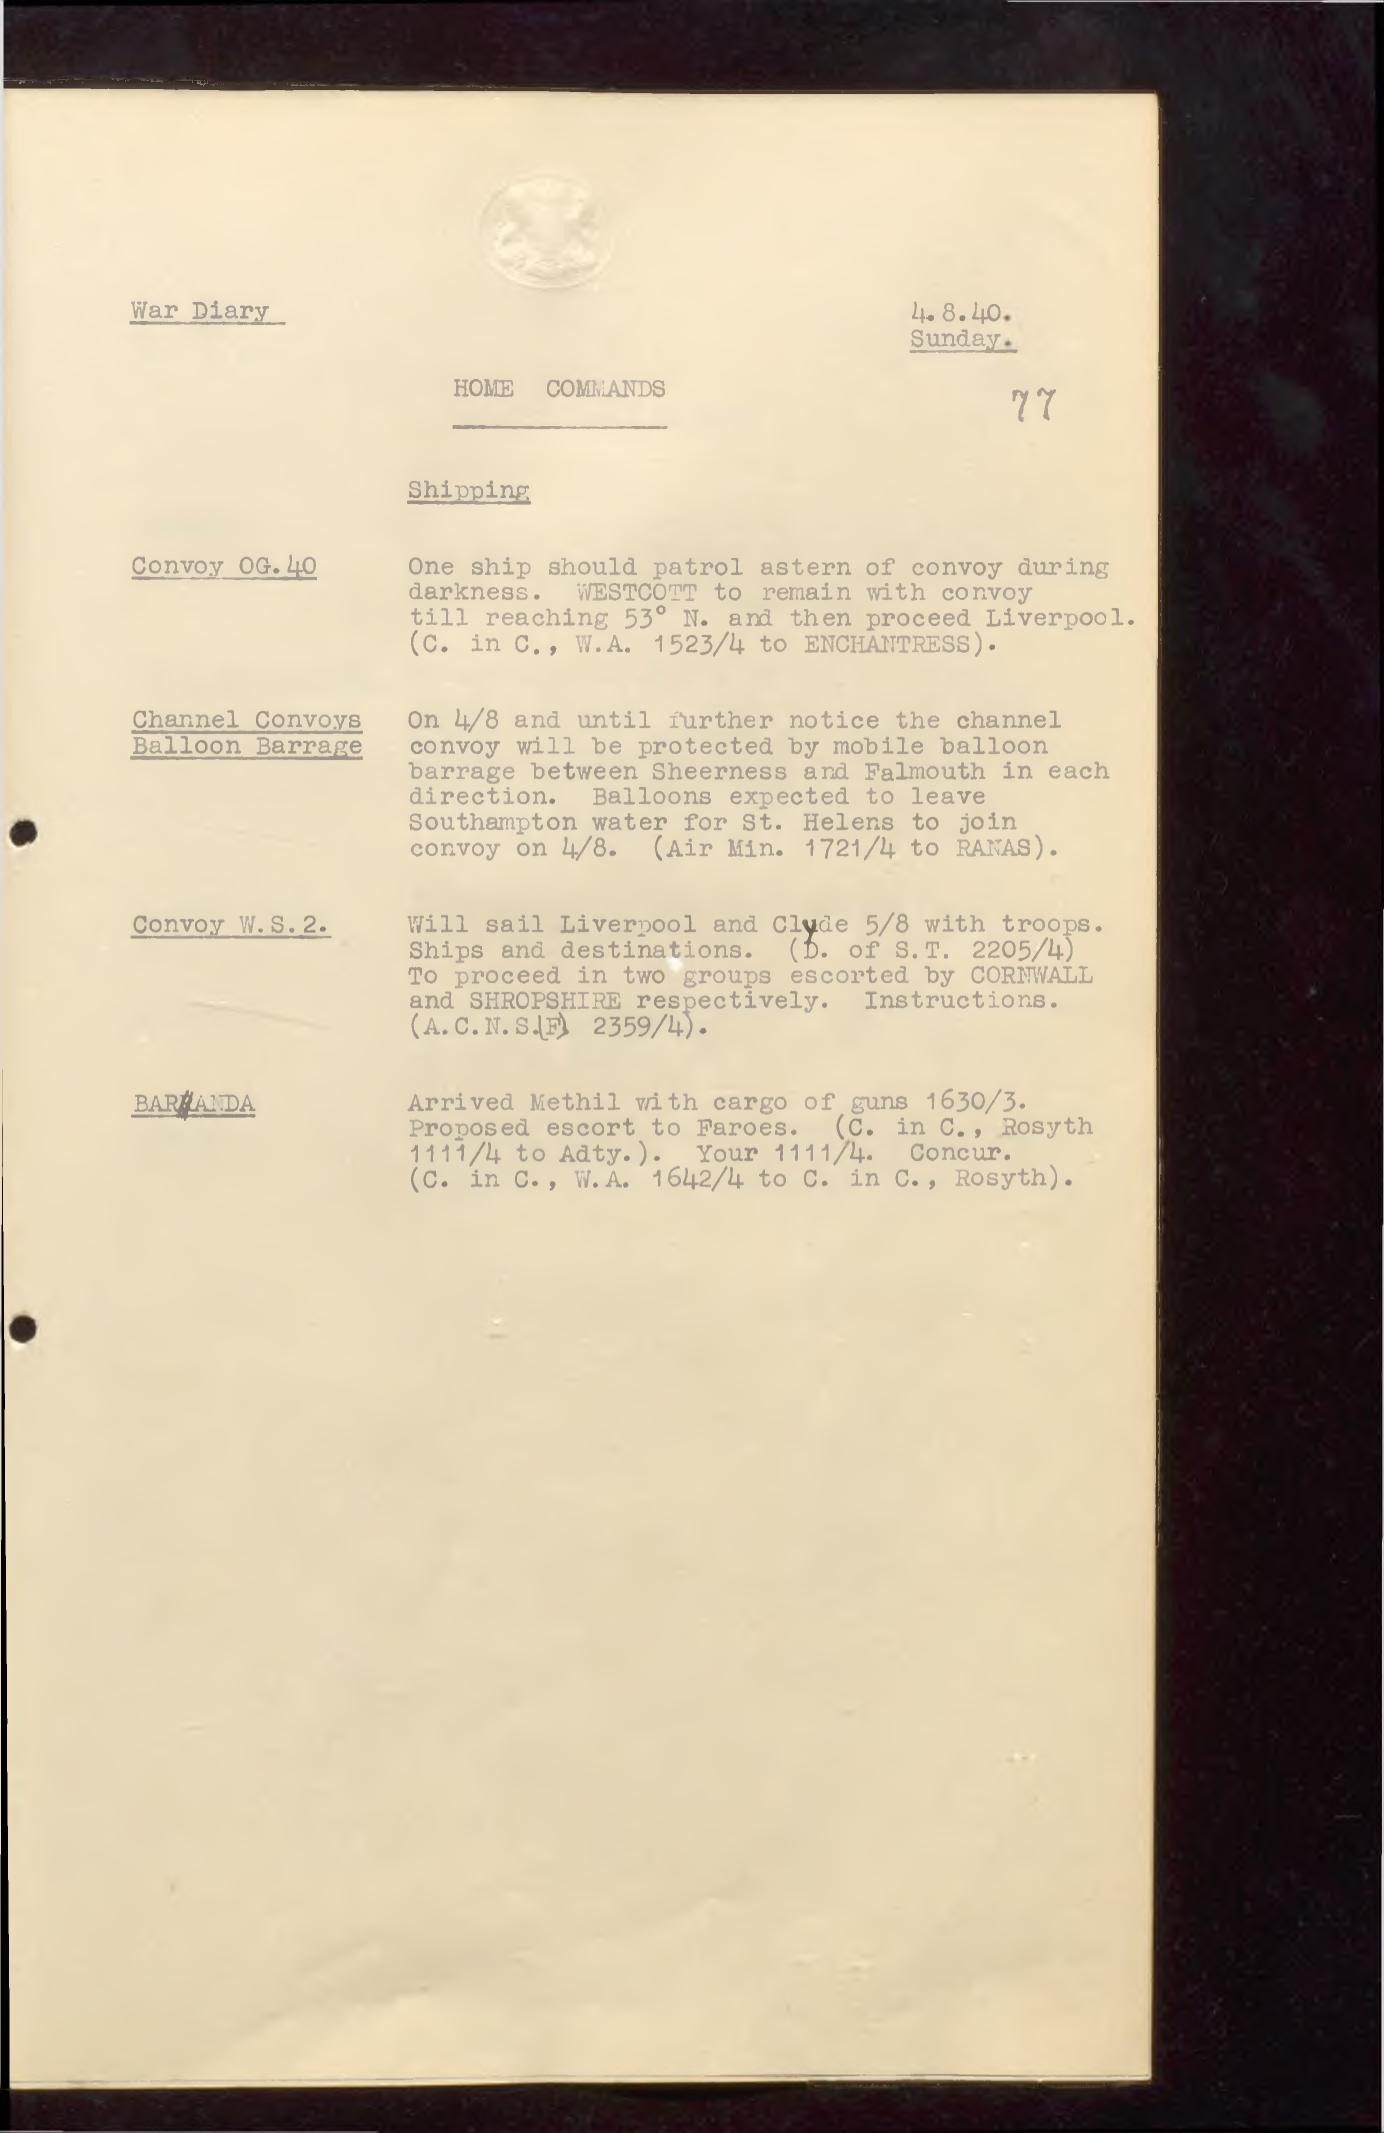 War Diary
4.8.40.
Sunday.
HOME COMMANDS
77
Shipping
Convoy OG.40
One ship should patrol astern of convoy during
darkness. WESTCOTT to remain with convoy
till reaching 53° N. and then proceed Liverpool.
(C. in C., W.A. 1523/4 to ENCHANTRESS).
Channel Convoys
Balloon Barrage
On 4/8 and until further notice the channel
convoy will be protected by mobile balloon
barrage between Sheerness and Falmouth in each
direction. Balloons expected to leave
Southampton water for St. Helens to join
convoy on 4/8. (Air Min. 1721/4 to RANAS).
Convoy W.S.2.
Will sail Liverpool and Clyde 5/8 with troops.
Ships and destinations. (D. of S.T. 2205/4)
To proceed in two groups escorted by CORNWALL
and SHROPSHIRE respectively. Instructions.
(A.C.N.S.(F) 2359/4).
Arrived Methil with cargo of guns 1630/3.
Proposed escort to Faroes. (C. in C., Rosyth
1111/4 to Adty.). Your 1111/4. Concur.
(C. in C., W.A. 1642/4 to C. in C., Rosyth).